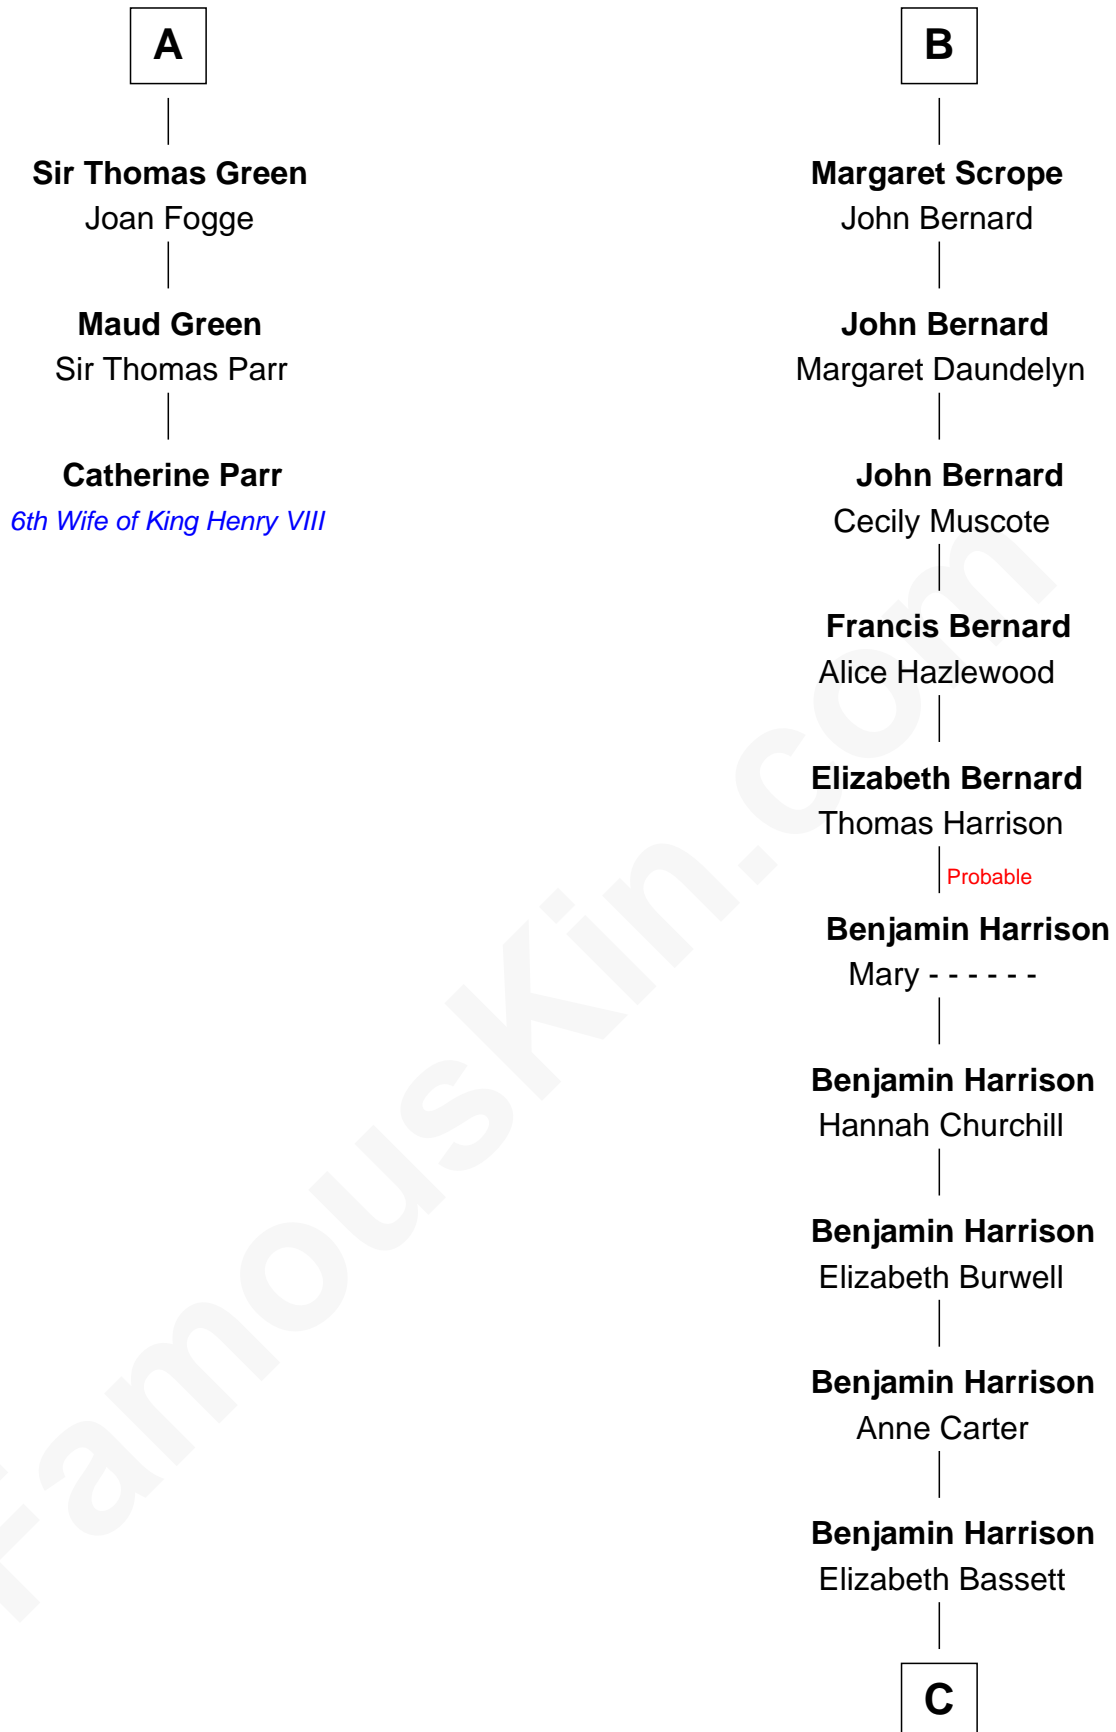 A
Sir Thomas Green
Joan Fogge
Maud Green
Sir Thomas Parr
Catherine Parr
6th Wife of King Henry VIII
B
Margaret Scrope
John Bernard
John Bernard
Margaret Daundelyn
John Bernard
Cecily Muscote
Francis Bernard
Alice Hazlewood
Elizabeth Bernard
Thomas Harrison
Probable
Benjamin Harrison
Mary - - - - - -
Benjamin Harrison
Hannah Churchill
Benjamin Harrison
Elizabeth Burwell
Benjamin Harrison
Anne Carter
Benjamin Harrison
Elizabeth Bassett
C
FamousKin.com